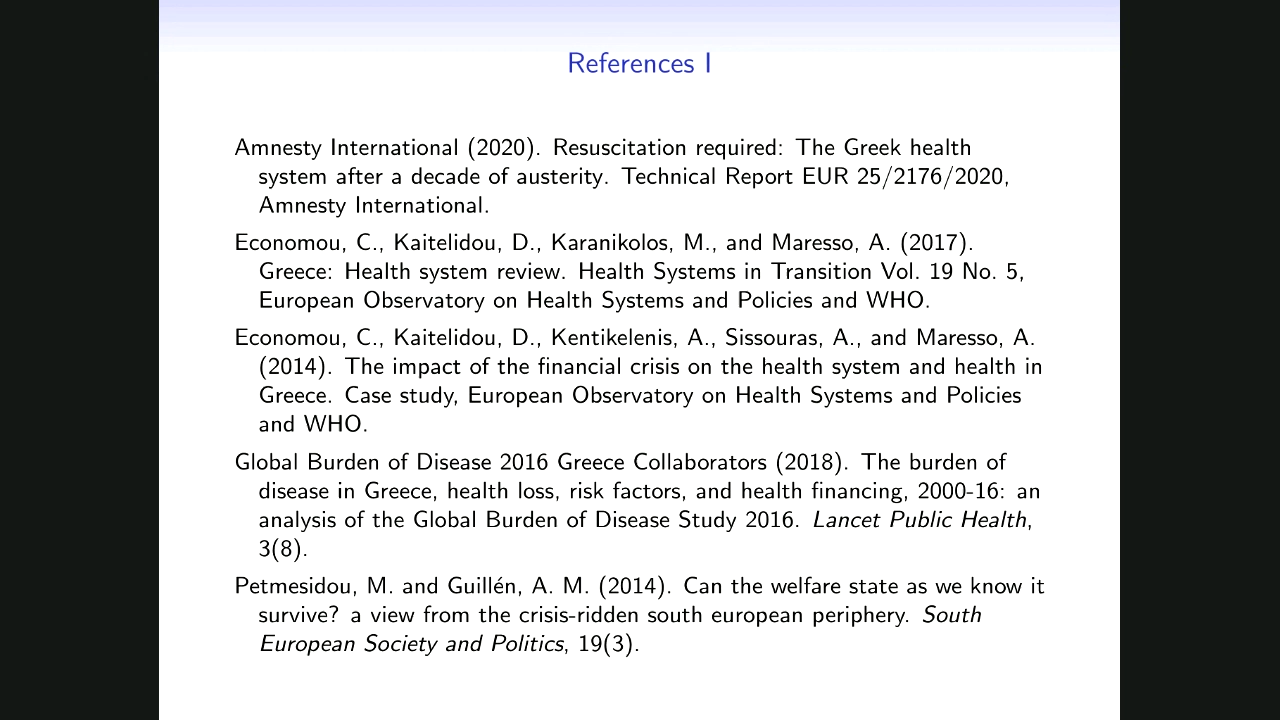 References I
Amnesty International (2020). Resuscitation required: The Greek health
system after a decade of austerity. Technical Report EUR 25/2176/2020,
Amnesty International.
Economou, C., Kaitelidou, D., Karanikolos, M., and Maresso, A. (2017).
Greece: Health system review. Health Systems in Transition Vol. 19 No. 5,
European Observatory on Health Systems and Policies and WHO.
Economou, C., Kaitelidou, D., Kentikelenis, A., Sissouras, A., and Maresso, A.
(2014). The impact of the financial crisis on the health system and health in
Greece. Case study, European Observatory on Health Systems and Policies
and WHO.
Global Burden of Disease 2016 Greece Collaborators (2018). The burden of
disease in Greece, health loss, risk factors, and health financing, 2000-16: an
analysis of the Global Burden of Disease Study 2016. Lancet Public Health,
3(8).
Petmesidou, M. and Guillén, A. M. (2014). Can the welfare state as we know it
survive? a view from the crisis-ridden south european periphery. South
European Society and Politics, 19(3).